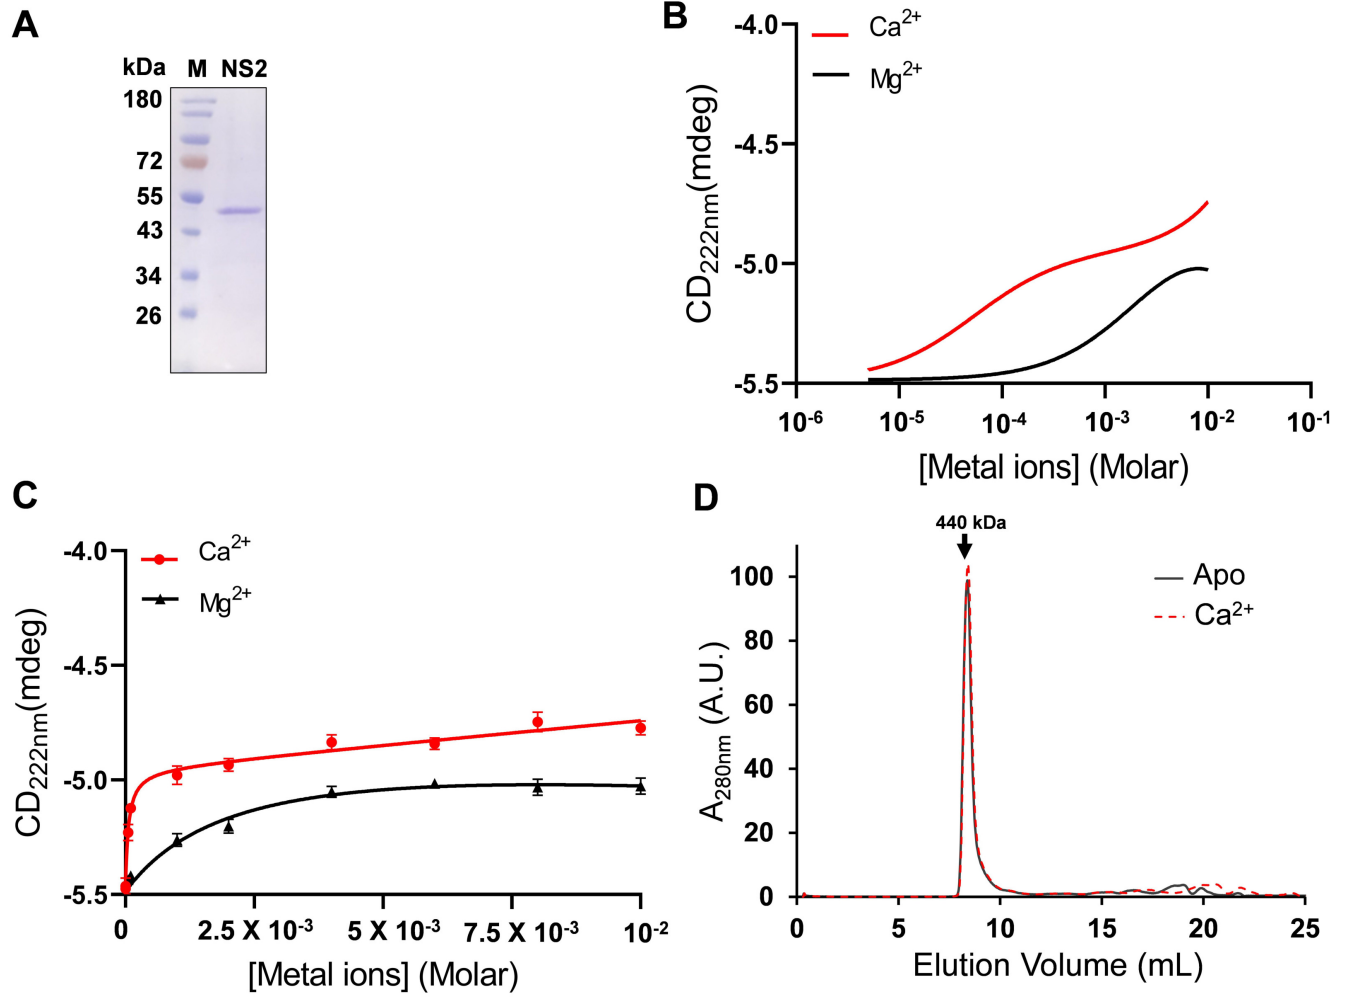 A
kDa M NS2
180
72
55
43
34
26
B
Ca²⁺
Mg²⁺
-4.0
-4.5
-5.0
-5.5
CD₂₂₂nm(mdeg)
10⁻⁶ 10⁻⁵ 10⁻⁴ 10⁻³ 10⁻² 10⁻¹
[Metal ions] (Molar)
C
Ca²⁺
Mg²⁺
-4.0
-4.5
-5.0
-5.5
CD₂₂₂nm(mdeg)
0 2.5 X 10⁻³ 5 X 10⁻³ 7.5 X 10⁻³ 10⁻²
[Metal ions] (Molar)
D
440 kDa
Apo
Ca²⁺
100
80
60
40
20
0
A₂₈₀nm (A.U.)
0 5 10 15 20 25
Elution Volume (mL)